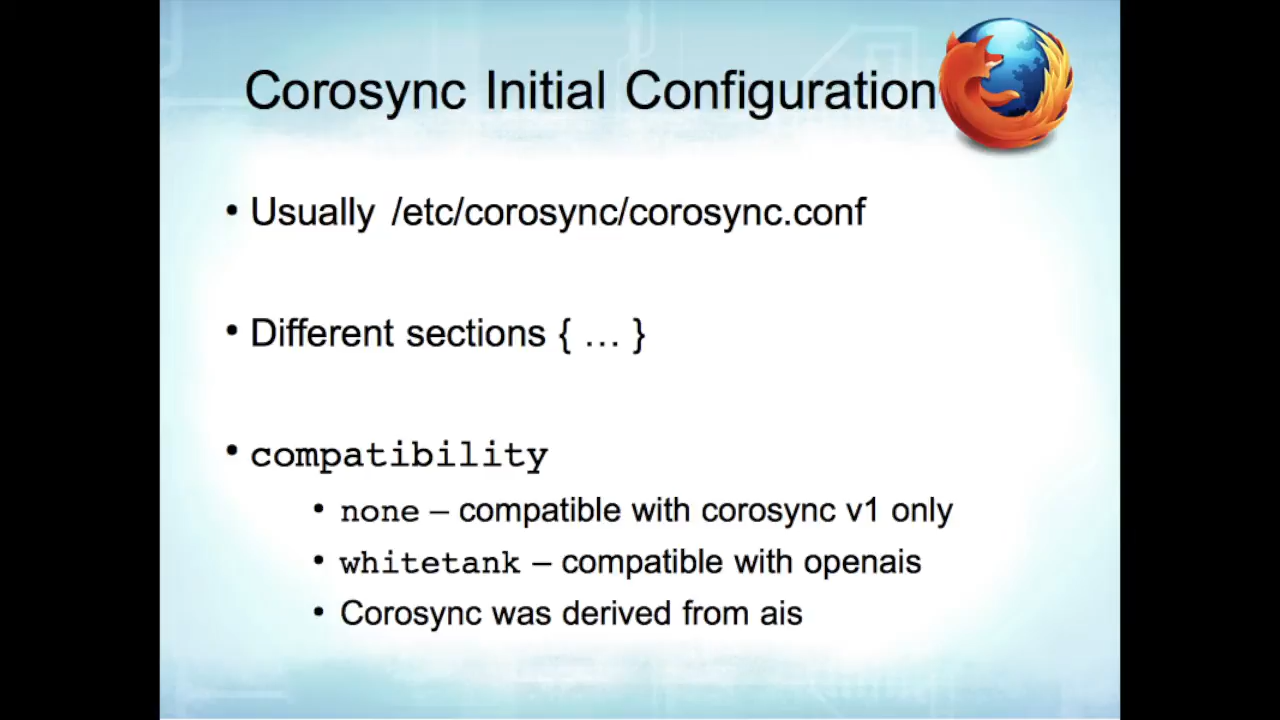 Corosync Initial Configuration
• Usually /etc/corosync/corosync.conf
• Different sections { … }
• compatibility
• none – compatible with corosync v1 only
• whitetank – compatible with openais
• Corosync was derived from ais